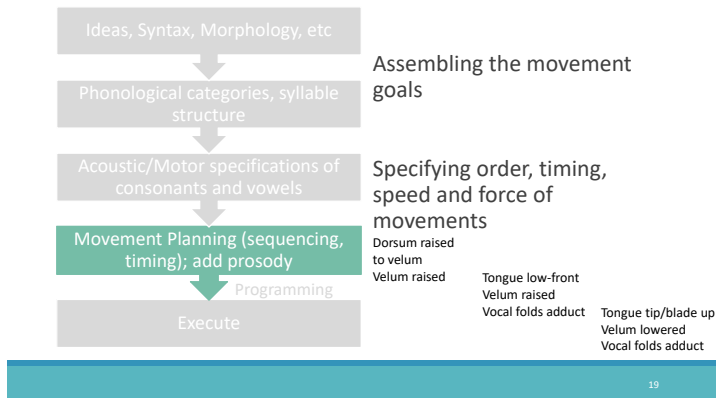 Ideas, Syntax, Morphology, etc
Phonological categories, syllable
structure
Acoustic/Motor specifications of
consonants and vowels
Movement Planning (sequencing,
timing); add prosody
Programming
Execute
Assembling the movement
goals
Specifying order, timing,
speed and force of
movements
Dorsum raised
to velum
Velum raised
Tongue low-front
Velum raised
Vocal folds adduct
Tongue tip/blade up
Velum lowered
Vocal folds adduct
19